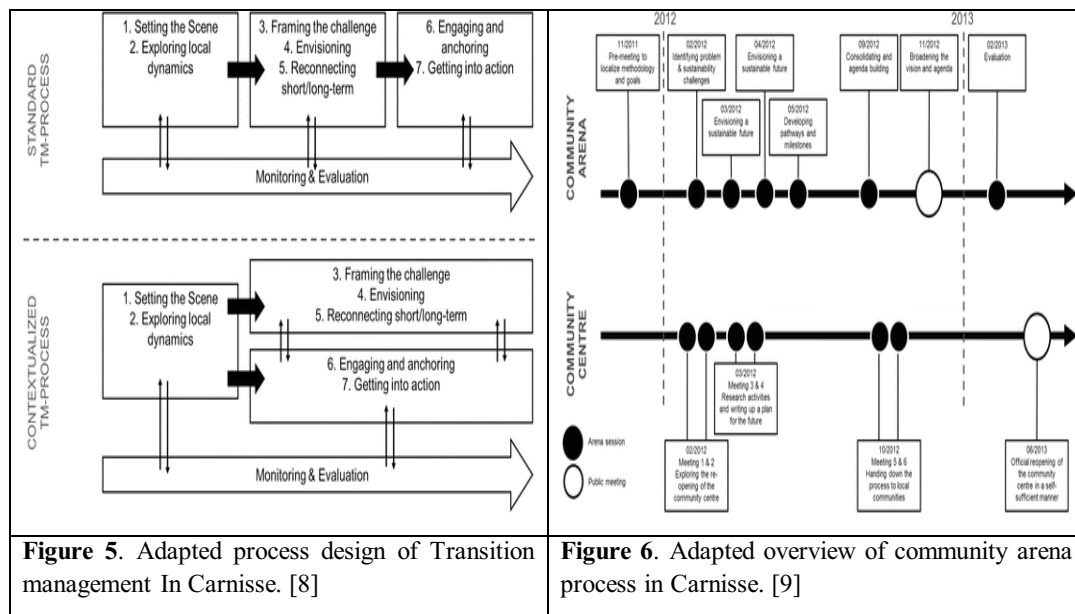 STANDARD
TM-PROCESS
1. Setting the Scene
2. Exploring local
dynamics
3. Framing the challenge
4. Envisioning
5. Reconnecting
short/long-term
6. Engaging and
anchoring
7. Getting into action
Monitoring & Evaluation
CONTEXTUALIZED
TM-PROCESS
1. Setting the Scene
2. Exploring local
dynamics
3. Framing the challenge
4. Envisioning
5. Reconnecting short/long-term
6. Engaging and anchoring
7. Getting into action
Monitoring & Evaluation
Figure 5. Adapted process design of Transition
management In Carnisse. [8]
2012
2013
COMMUNITY
ARENA
11/2011
Pre-meeting to
localize methodology
and goals
02/2012
Identifying problem
& sustainability
challenges
03/2012
Envisioning a
sustainable future
04/2012
Envisioning a
sustainable future
05/2012
Developing
pathways and
milestones
09/2012
Consolidating and
agenda building
11/2012
Broadening the
vision and agenda
02/2013
Evaluation
COMMUNITY
CENTRE
02/2012
Meeting 1 & 2
Exploring the re-
opening of the
community centre
03/2012
Meeting 3 & 4
Research activities
and writing up a plan
for the future
10/2012
Meeting 5 & 6
Handing down the
process to local
communities
06/2013
Official reopening of
the community
centre in a self-
sufficient manner
Arena session
Public meeting
Figure 6. Adapted overview of community arena
process in Carnisse. [9]